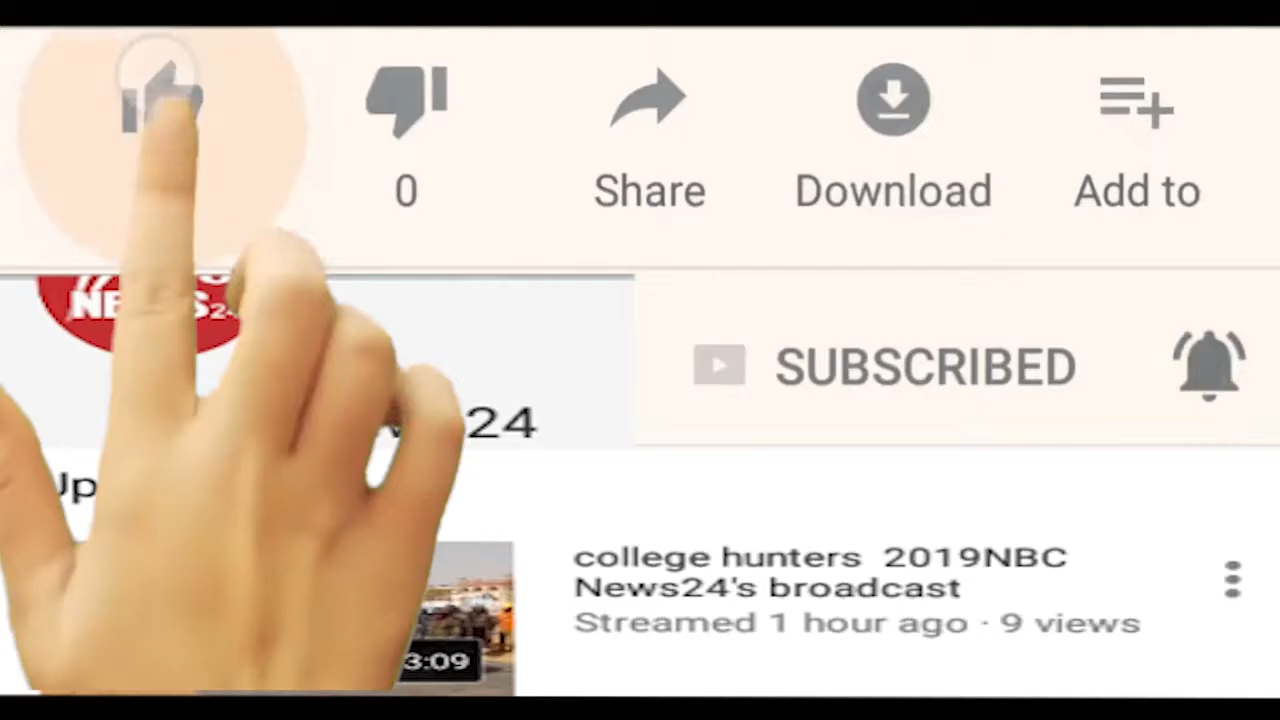 0
Share
Download
Add to
SUBSCRIBED
24
college hunters 2019NBC
News24's broadcast
Streamed 1 hour ago · 9 views
3:09